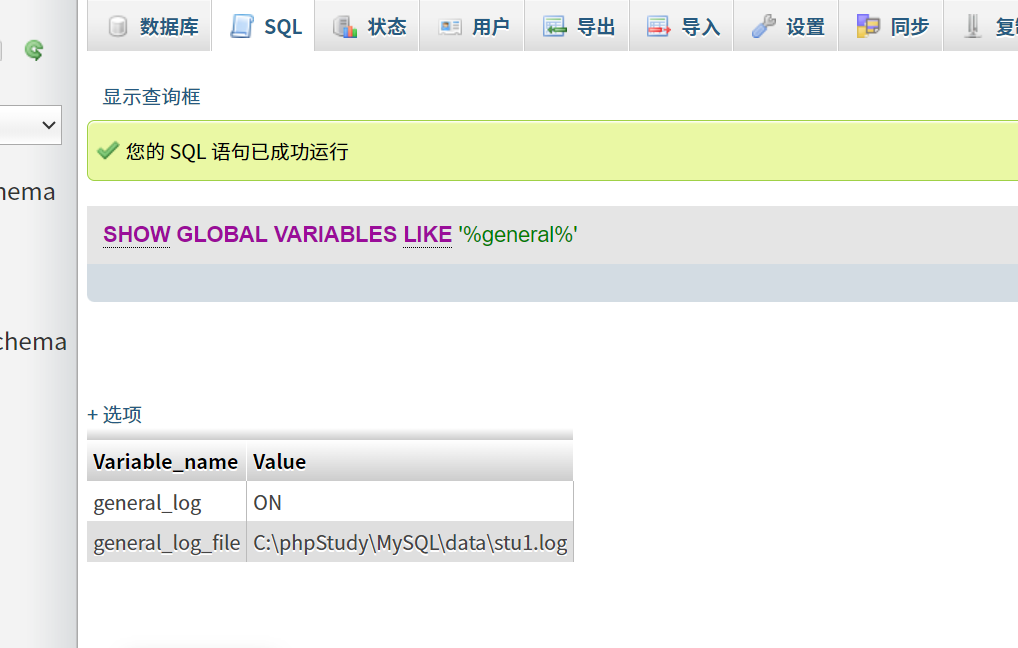 数据库 SQL 状态 用户 导出 导入 设置 同步
显示查询框
您的 SQL 语句已成功运行
hema
SHOW GLOBAL VARIABLES LIKE '%general%'
chema
+ 选项
Variable_name Value
general_log ON
general_log_file C:\phpStudy\MySQL\data\stu1.log